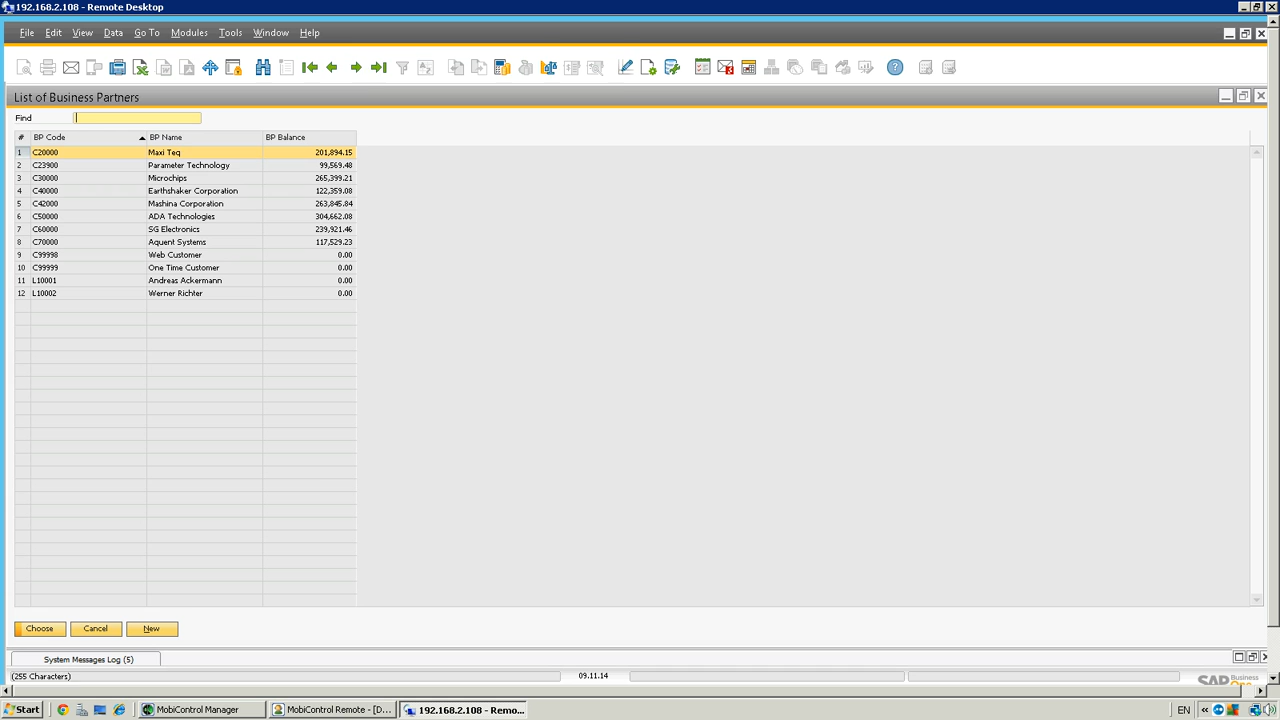 192.168.2.108 - Remote Desktop
File Edit View Data Go To Modules Tools Window Help
List of Business Partners
Find
# BP Code BP Name BP Balance
1 C20000 Maxi Teq 201,894.15
2 C23900 Parameter Technology 99,569.48
3 C30000 Microchips 265,399.21
4 C40000 Earthshaker Corporation 122,359.08
5 C42000 Mashina Corporation 263,845.84
6 C50000 ADA Technologies 304,662.08
7 C60000 SG Electronics 239,921.46
8 C70000 Aquent Systems 117,529.23
9 C99998 Web Customer 0.00
10 C99999 One Time Customer 0.00
11 L10001 Andreas Ackermann 0.00
12 L10002 Werner Richter 0.00
Choose Cancel New
System Messages Log (5)
(255 Characters) 09.11.14
SAP Business One
Start MobiControl Manager MobiControl Remote - [D... 192.168.2.108 - Remo... EN